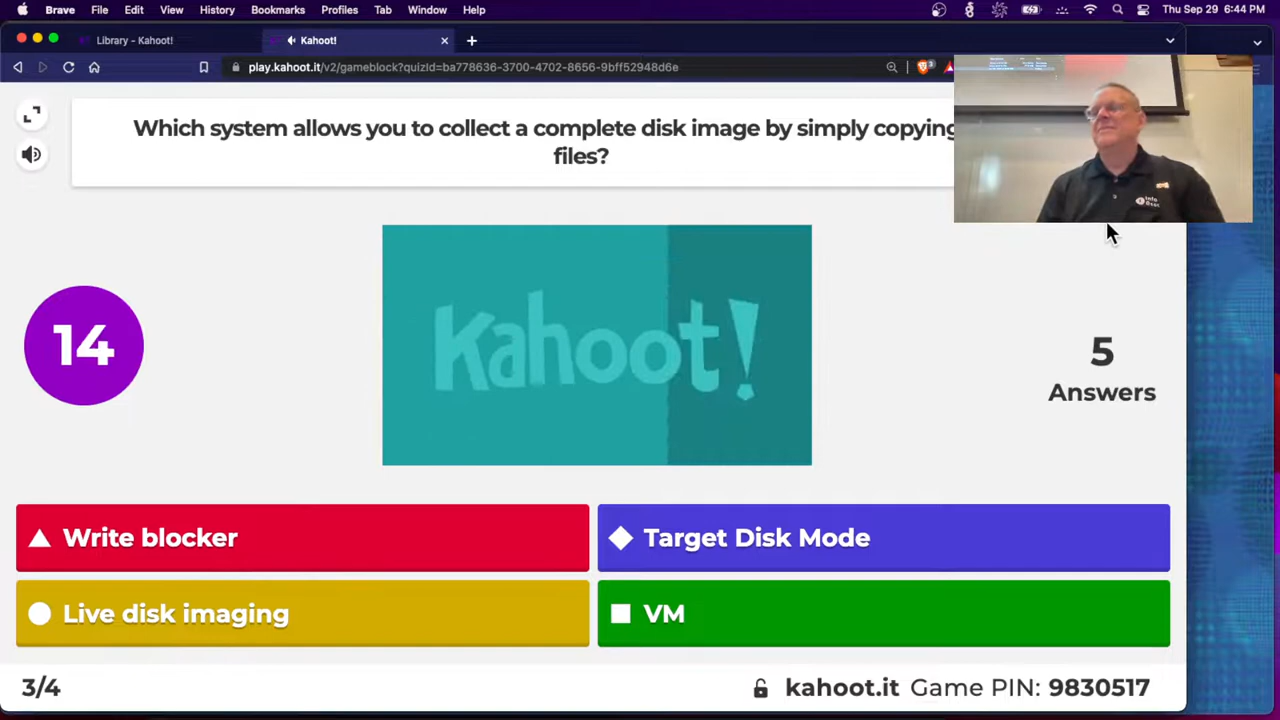 Brave File Edit View History Bookmarks Profiles Tab Window Help Thu Sep 29 6:44 PM
Library - Kahoot! Kahoot!
play.kahoot.it/v2/gameblock?quizId=ba778636-3700-4702-8656-9bff52948d6e
Which system allows you to collect a complete disk image by simply copying
files?
Kahoot!
14
5
Answers
Write blocker
Target Disk Mode
Live disk imaging
VM
3/4
kahoot.it Game PIN: 9830517